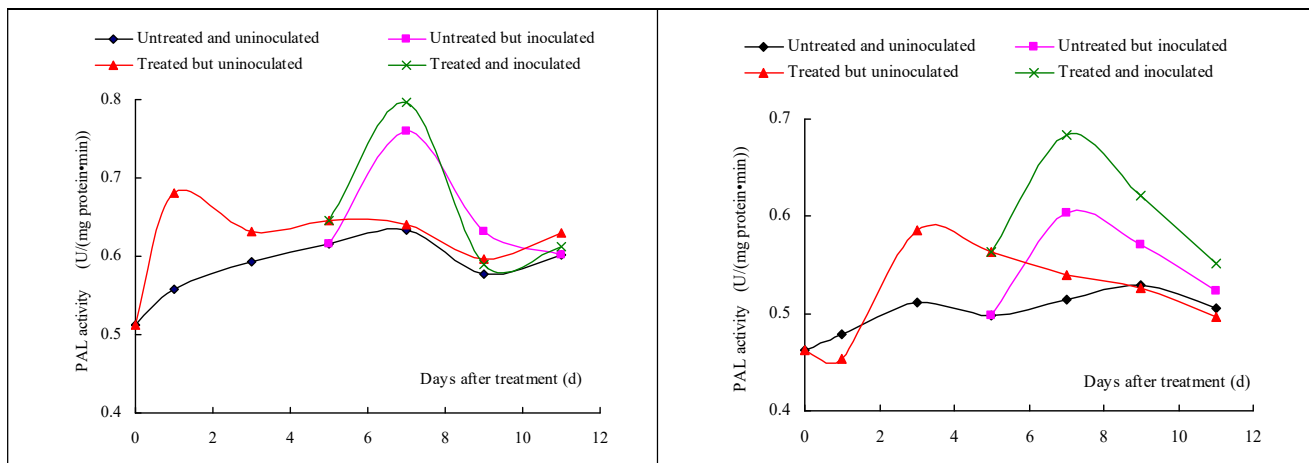 Untreated and uninoculated
Untreated but inoculated
Treated but uninoculated
Treated and inoculated
PAL activity (U/(mg protein•min))
0.8
0.7
0.6
0.5
0.4
Days after treatment (d)
0 2 4 6 8 10 12
Untreated and uninoculated
Untreated but inoculated
Treated but uninoculated
Treated and inoculated
PAL activity (U/(mg protein•min))
0.7
0.6
0.5
0.4
Days after treatment (d)
0 2 4 6 8 10 12